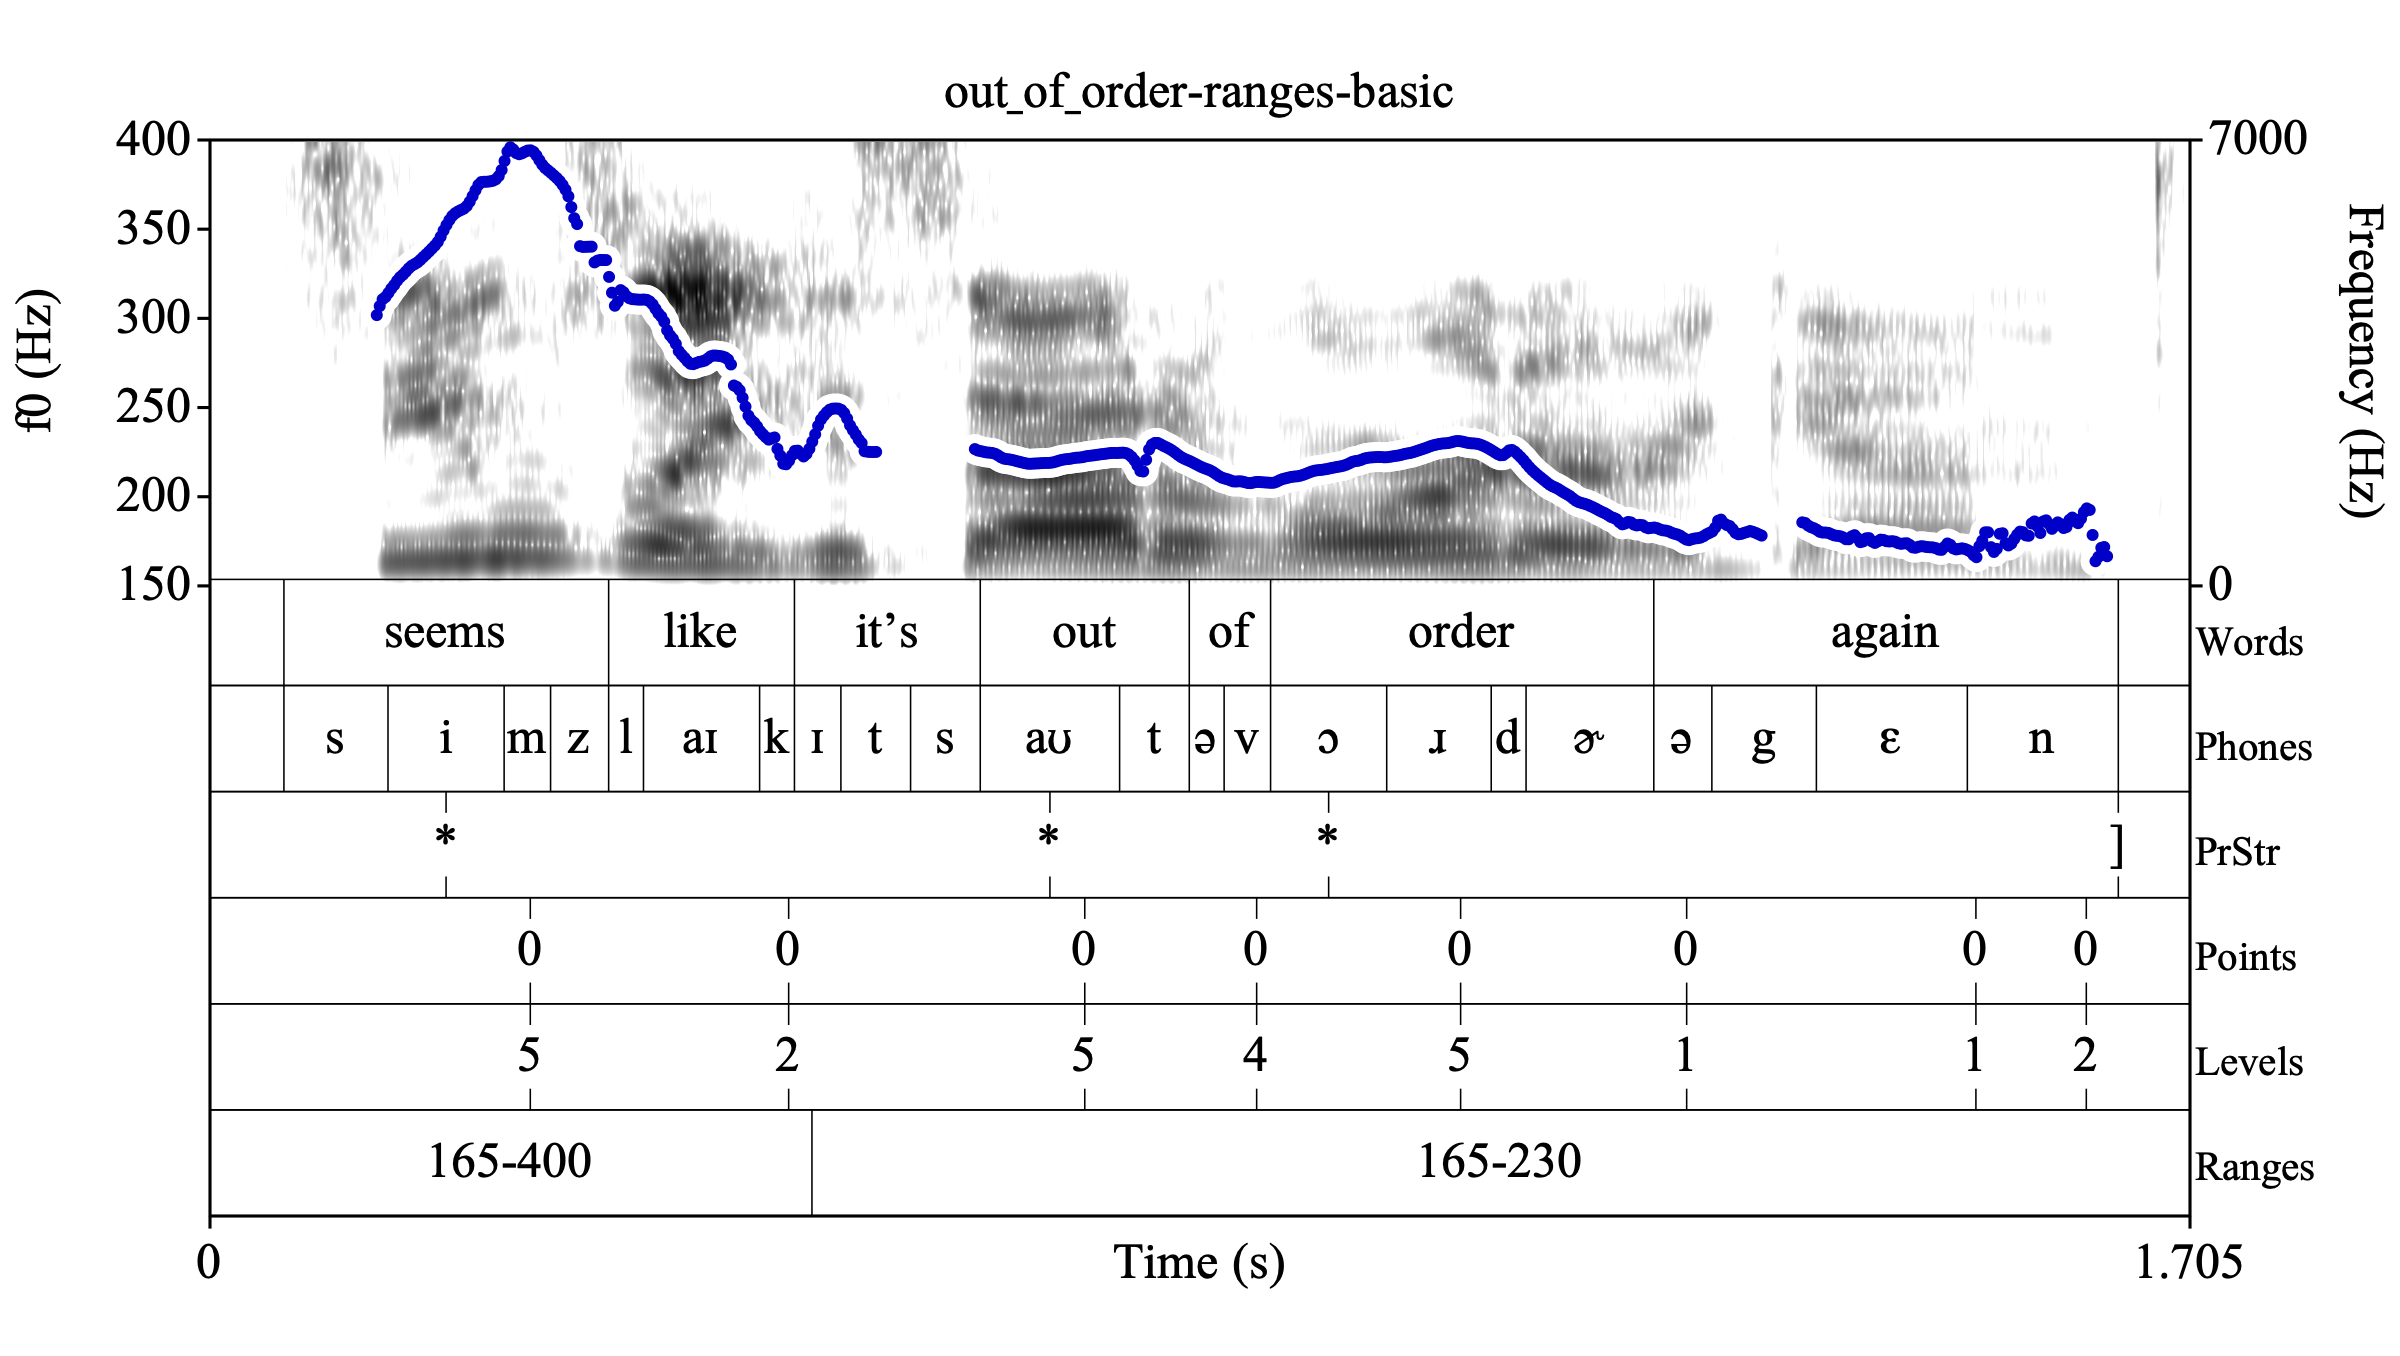 out_of_order-ranges-basic
400
350
300
250
200
150
f0 (Hz)
7000
0
Frequency (Hz)
seems like it’s out of order again Words
s i m z l aɪ k ɪ t s aʊ t ə v ɔ ɹ d ɚ ə g ɛ n Phones
* * * ] PrStr
0 0 0 0 0 0 0 0 Points
5 2 5 4 5 1 1 2 Levels
165-400 165-230 Ranges
0 Time (s) 1.705